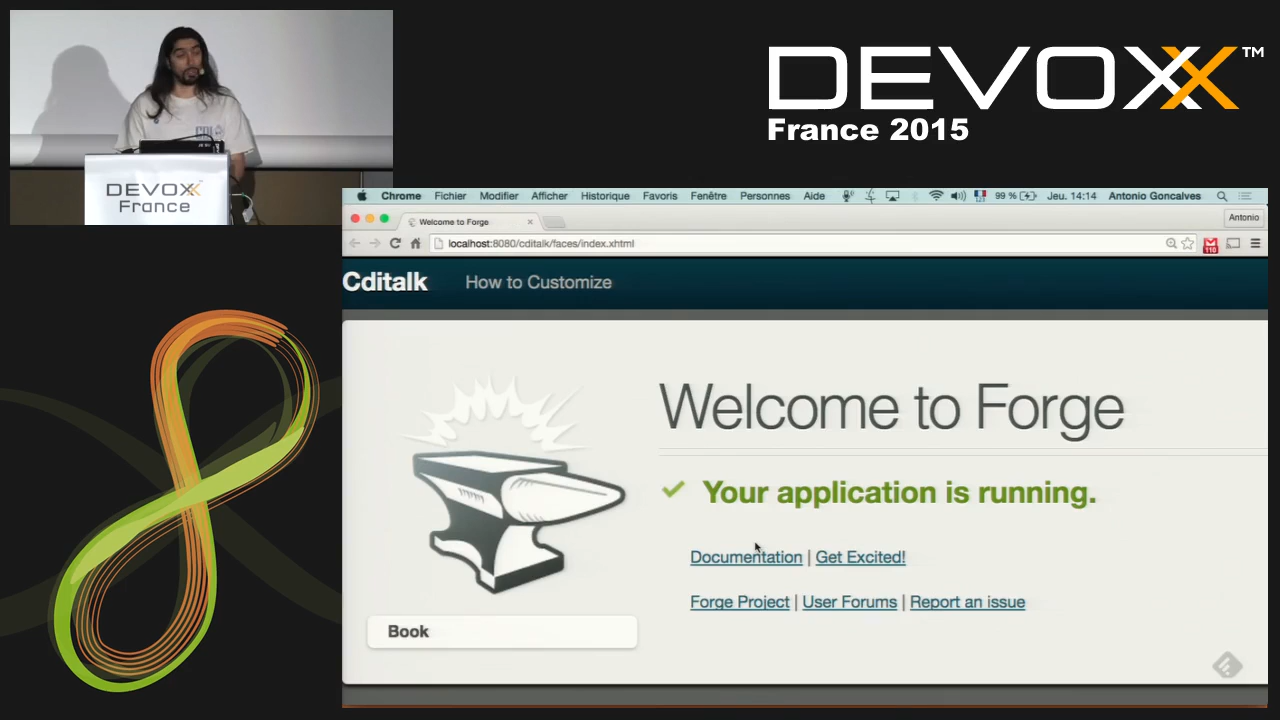 DEVOXX™
France 2015
DEVOXX
France
Chrome Fichier Modifier Afficher Historique Favoris Fenêtre Personnes Aide 99 % Jeu. 14:14 Antonio Goncalves
Welcome to Forge
Antonio
localhost:8080/cditalk/faces/index.xhtml
110
Cditalk How to Customize
Welcome to Forge
Your application is running.
Documentation | Get Excited!
Forge Project | User Forums | Report an issue
Book